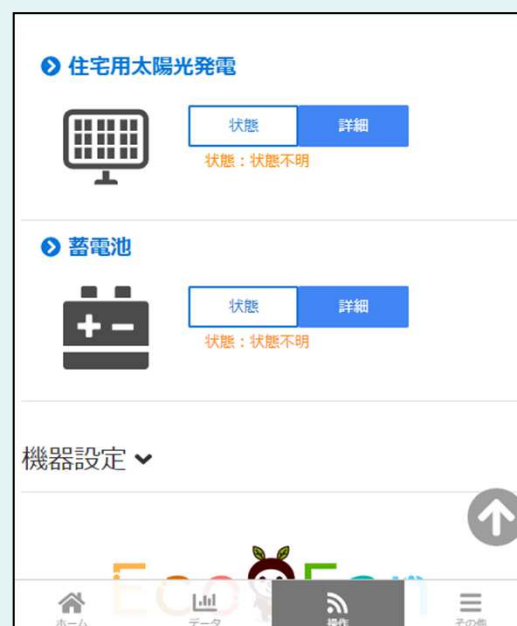 住宅用太陽光発電
状態 詳細
状態：状態不明
蓄電池
状態 詳細
状態：状態不明
機器設定
ホーム データ 操作 その他